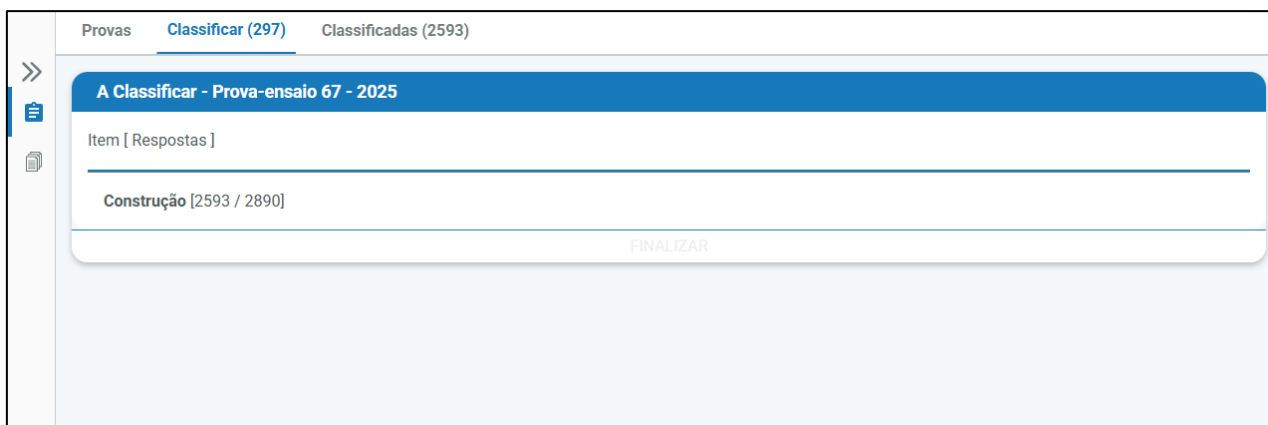 Provas Classificar (297) Classificadas (2593)
A Classificar - Prova-ensaio 67 - 2025
Item [ Respostas ]
Construção [2593 / 2890]
FINALIZAR